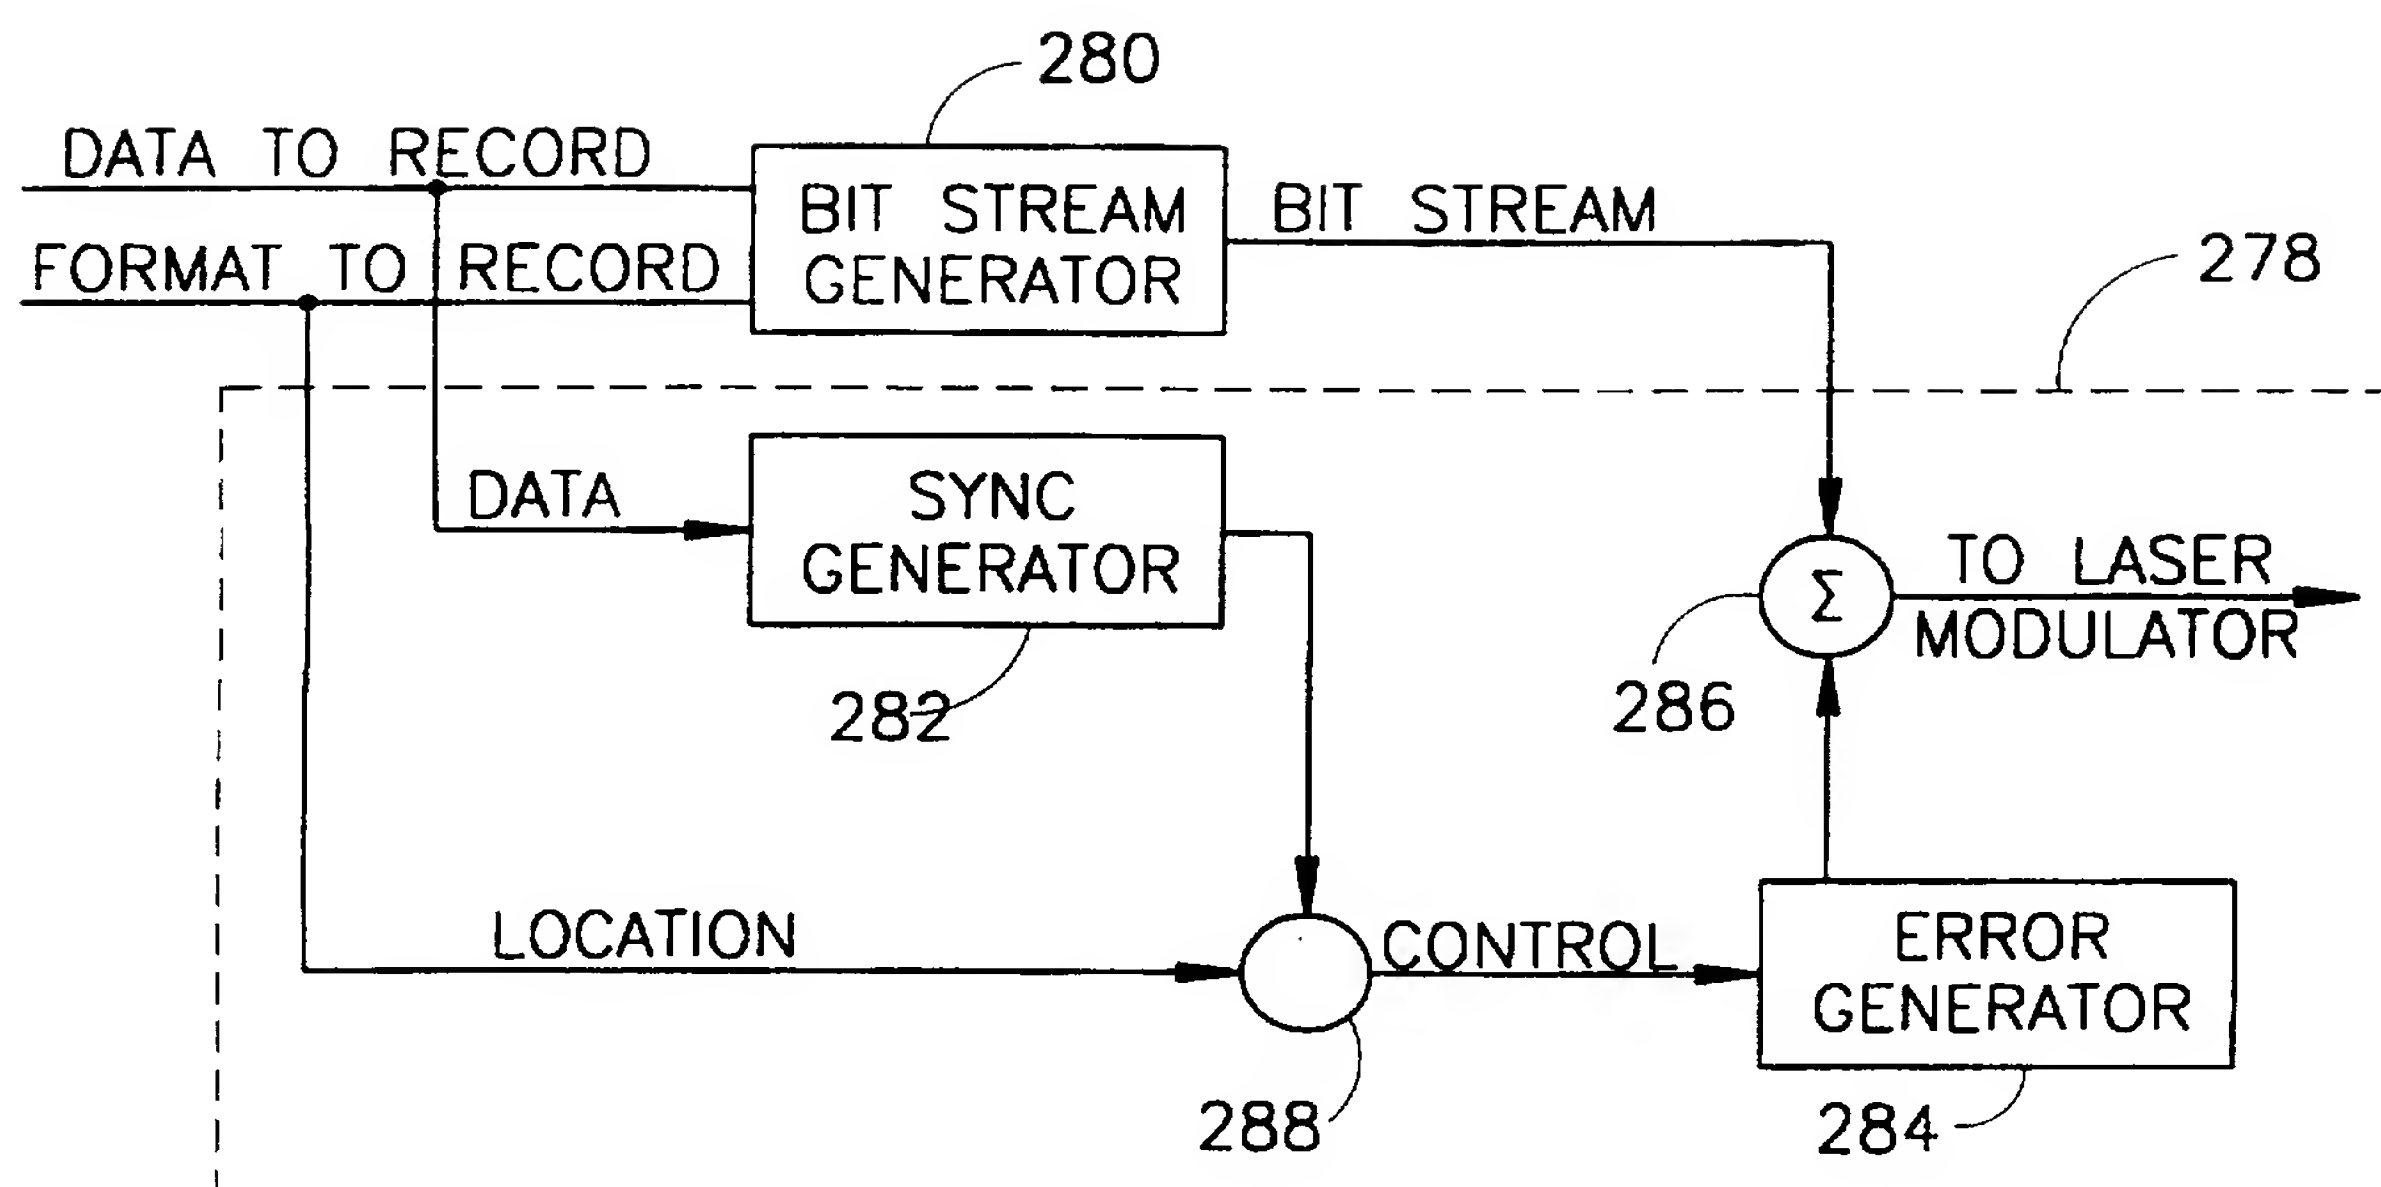 280
DATA TO RECORD
BIT STREAM
GENERATOR
BIT STREAM
FORMAT TO RECORD
278
DATA
SYNC
GENERATOR
282
TO LASER
MODULATOR
Σ
286
LOCATION
CONTROL
ERROR
GENERATOR
288
284